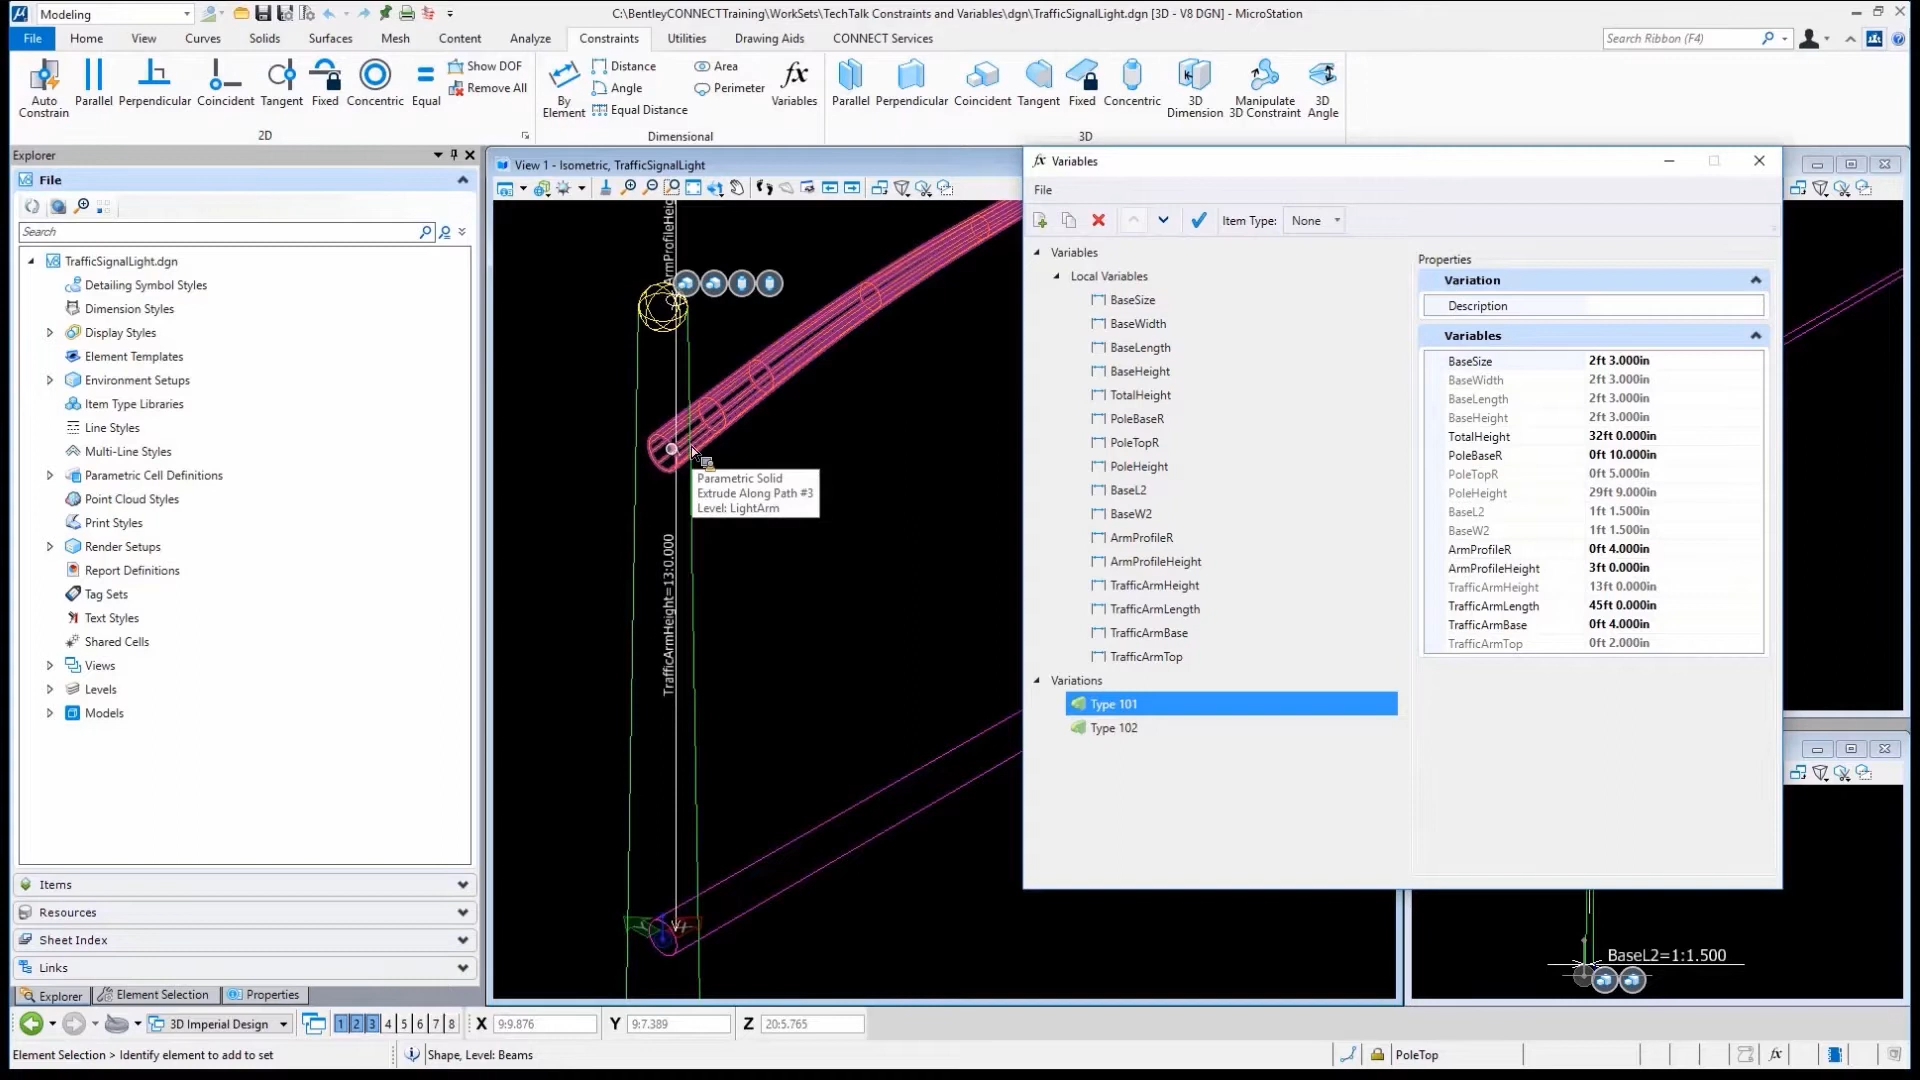 Modeling
C:\BentleyCONNECTTraining\WorkSets\TechTalk Constraints and Variables\dgn\TrafficSignalLight.dgn [3D - V8 DGN] - MicroStation
File Home View Curves Solids Surfaces Mesh Content Analyze Constraints Utilities Drawing Aids CONNECT Services
Search Ribbon (F4)
Auto Constrain
Parallel
Perpendicular
Coincident
Tangent
Fixed
Concentric
Equal
Show DOF
Remove All
2D
By Element
Distance
Angle
Equal Distance
Area
Perimeter
Variables
Dimensional
Parallel
Perpendicular
Coincident
Tangent
Fixed
Concentric
3D Dimension
Manipulate 3D Constraint
3D Angle
3D
Explorer
File
Search
TrafficSignalLight.dgn
Detailing Symbol Styles
Dimension Styles
Display Styles
Element Templates
Environment Setups
Item Type Libraries
Line Styles
Multi-Line Styles
Parametric Cell Definitions
Point Cloud Styles
Print Styles
Render Setups
Report Definitions
Tag Sets
Text Styles
Shared Cells
Views
Levels
Models
Items
Resources
Sheet Index
Links
Explorer Element Selection Properties
View 1 - Isometric, TrafficSignalLight
TrafficArmHeight=13:0.000
Parametric Solid
Extrude Along Path #3
Level: LightArm
fx Variables
File
Item Type: None
Variables
Local Variables
BaseSize
BaseWidth
BaseLength
BaseHeight
TotalHeight
PoleBaseR
PoleTopR
PoleHeight
BaseL2
BaseW2
ArmProfileR
ArmProfileHeight
TrafficArmHeight
TrafficArmLength
TrafficArmBase
TrafficArmTop
Variations
Type 101
Type 102
Properties
Variation
Description
Variables
BaseSize 2ft 3.000in
BaseWidth 2ft 3.000in
BaseLength 2ft 3.000in
BaseHeight 2ft 3.000in
TotalHeight 32ft 0.000in
PoleBaseR 0ft 10.000in
PoleTopR 0ft 5.000in
PoleHeight 29ft 9.000in
BaseL2 1ft 1.500in
BaseW2 1ft 1.500in
ArmProfileR 0ft 4.000in
ArmProfileHeight 3ft 0.000in
TrafficArmHeight 13ft 0.000in
TrafficArmLength 45ft 0.000in
TrafficArmBase 0ft 4.000in
TrafficArmTop 0ft 2.000in
BaseL2=1:1.500
3D Imperial Design 1 2 3 4 5 6 7 8 X 9:9.876 Y 9:7.389 Z 20:5.765
Element Selection > Identify element to add to set
Shape, Level: Beams
PoleTop
fx